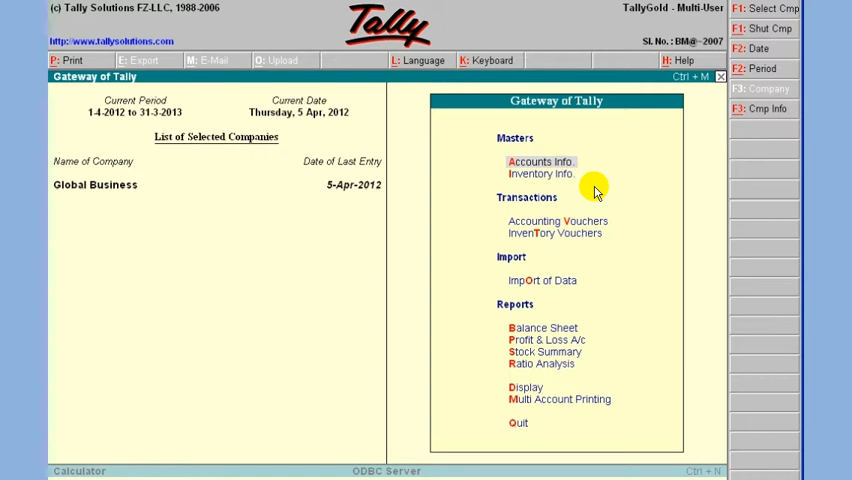 (c) Tally Solutions FZ-LLC, 1988-2006
http://www.tallysolutions.com
Tally
TallyGold - Multi-User
Sl. No.: BM@~2007
P: Print E: Export M: E-Mail O: Upload L: Language K: Keyboard H: Help
Gateway of Tally Ctrl + M
Current Period Current Date
1-4-2012 to 31-3-2013 Thursday, 5 Apr, 2012
List of Selected Companies
Name of Company Date of Last Entry
Global Business 5-Apr-2012
Gateway of Tally
Masters
Accounts Info.
Inventory Info.
Transactions
Accounting Vouchers
InvenTory Vouchers
Import
ImpOrt of Data
Reports
Balance Sheet
Profit & Loss A/c
Stock Summary
Ratio Analysis
Display
Multi Account Printing
Quit
F1: Select Cmp
F1: Shut Cmp
F2: Date
F2: Period
F3: Company
F3: Cmp Info
Calculator ODBC Server Ctrl + N